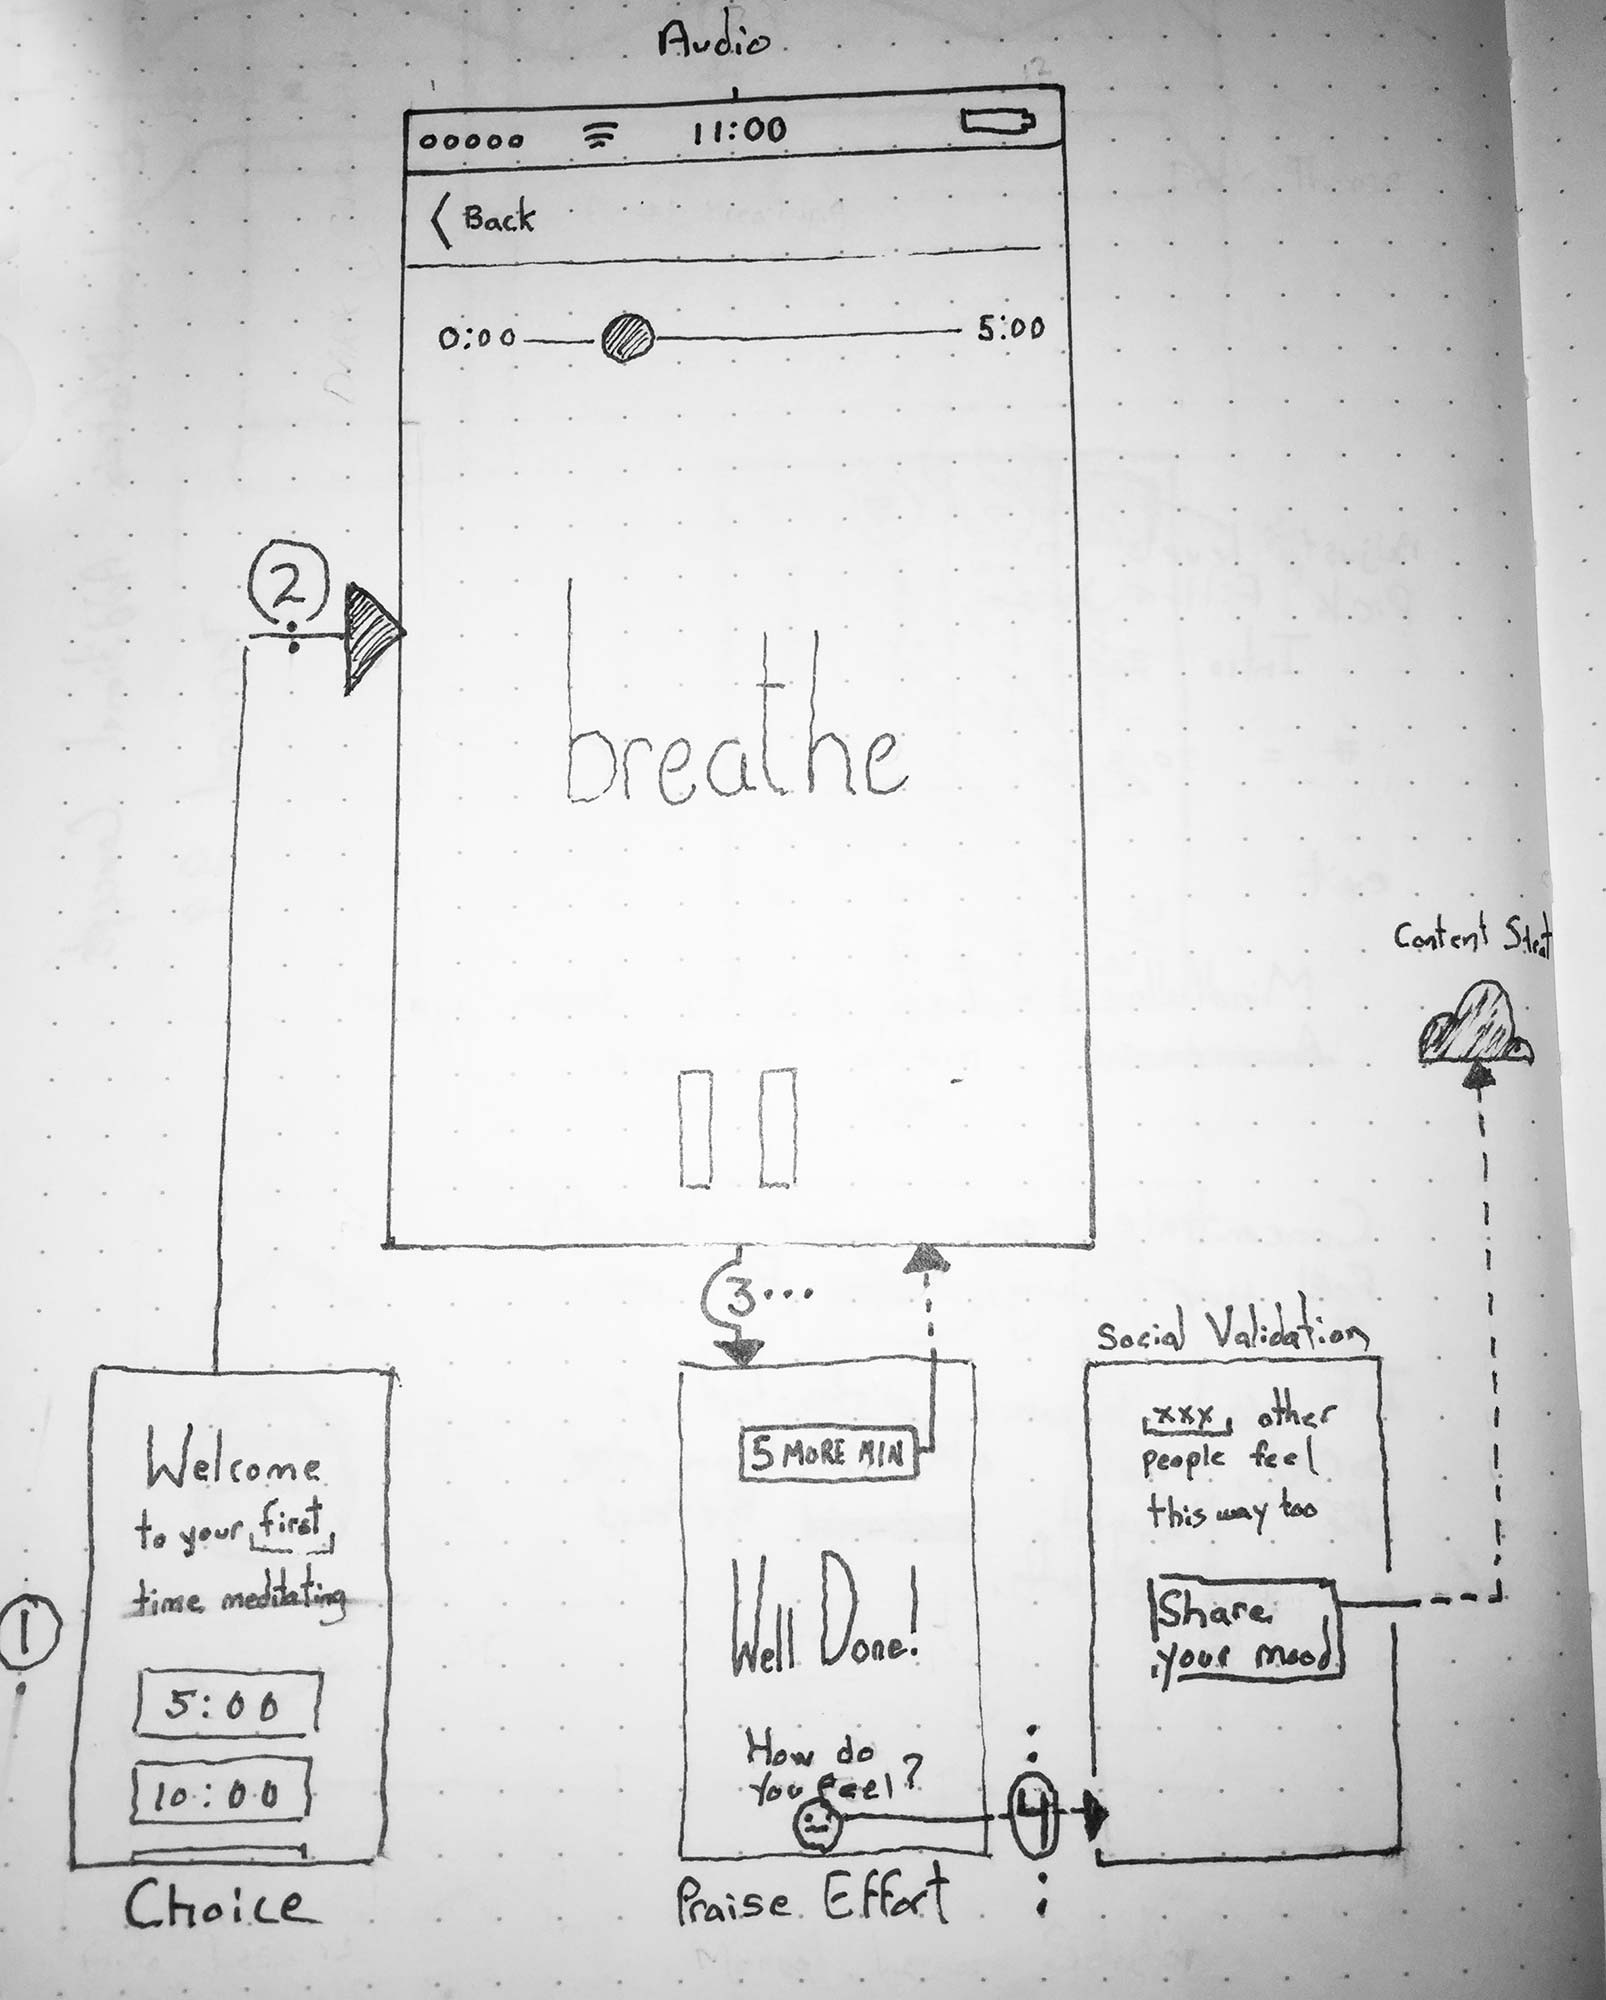 Audio
11:00
Back
0:00
5:00
2
breathe
Content Strat
3...
1
Welcome
to your first
time meditating
5:00
10:00
Choice
5 MORE MIN
Well Done!
How do
You feel?
4
Praise Effort
Social Validation
xxx other
people feel
this way too
Share
your mood